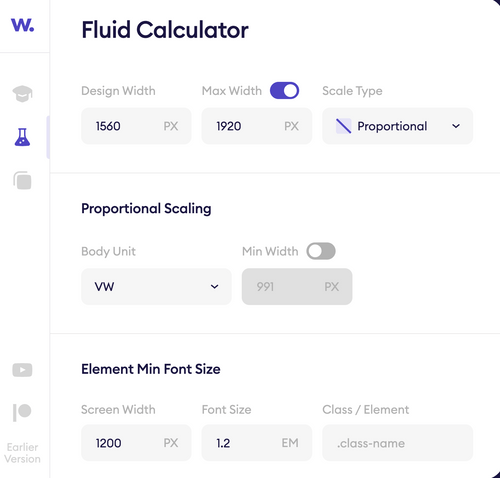 w.
Fluid Calculator
Design Width Max Width Scale Type
1560 PX 1920 PX Proportional
Proportional Scaling
Body Unit Min Width
VW 991 PX
Element Min Font Size
Screen Width Font Size Class / Element
1200 PX 1.2 EM .class-name
Earlier
Version